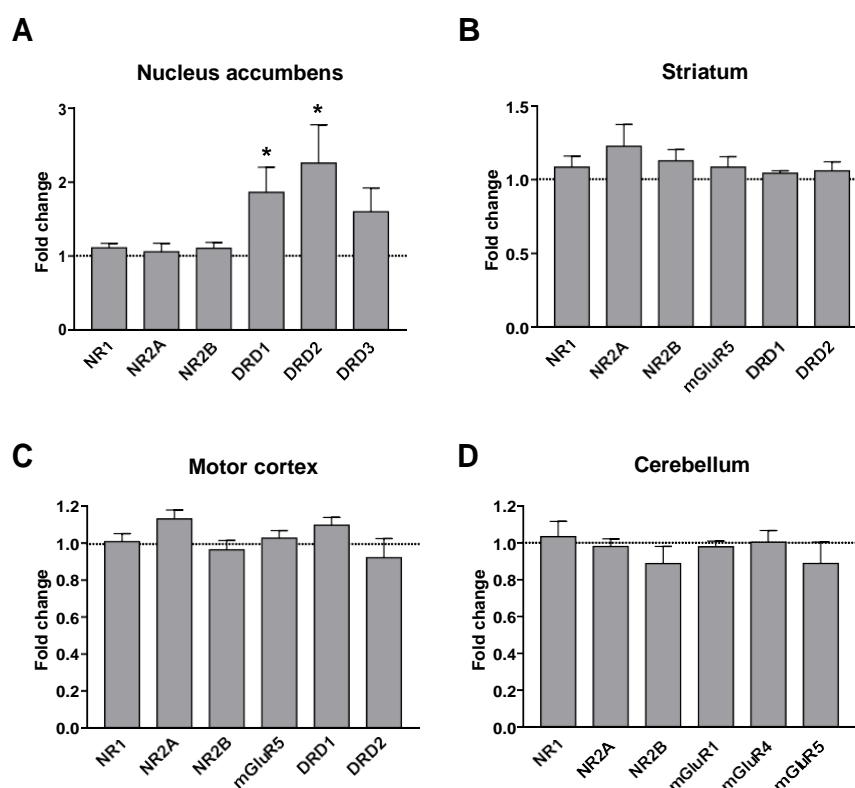 A
Nucleus accumbens
Fold change
3
2
1
0
*
*
NR1
NR2A
NR2B
DRD1
DRD2
DRD3
B
Striatum
Fold change
1.5
1.0
0.5
0.0
NR1
NR2A
NR2B
mGluR5
DRD1
DRD2
C
Motor cortex
Fold change
1.2
1.0
0.8
0.6
0.4
0.2
0.0
NR1
NR2A
NR2B
mGluR5
DRD1
DRD2
D
Cerebellum
Fold change
1.2
1.0
0.8
0.6
0.4
0.2
0.0
NR1
NR2A
NR2B
mGluR1
mGluR4
mGluR5